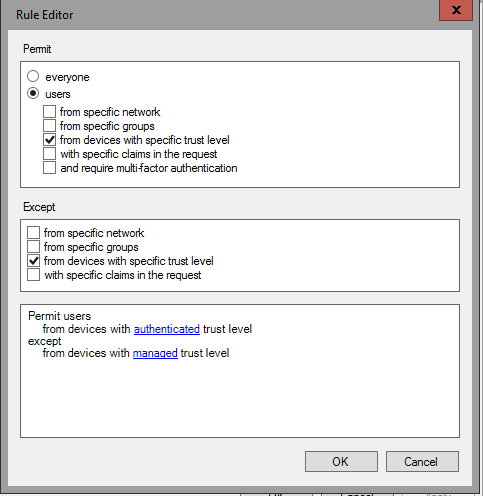 Rule Editor
x
Permit
everyone
users
from specific network
from specific groups
from devices with specific trust level
with specific claims in the request
and require multi-factor authentication
Except
from specific network
from specific groups
from devices with specific trust level
with specific claims in the request
Permit users
from devices with authenticated trust level
except
from devices with managed trust level
OK
Cancel